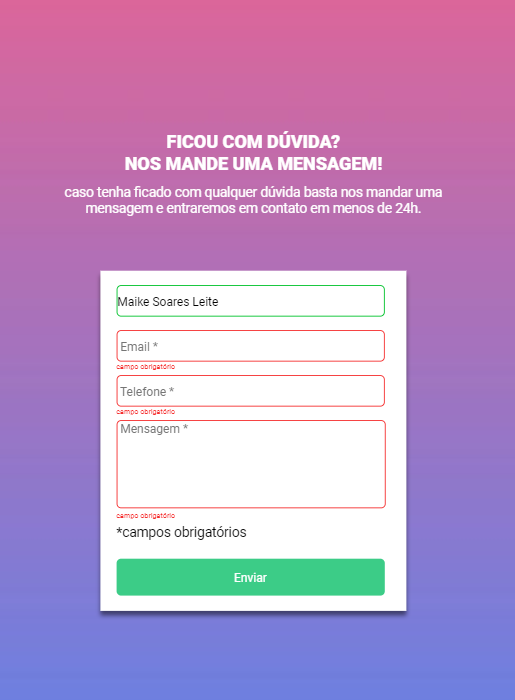 FICOU COM DÚVIDA?
NOS MANDE UMA MENSAGEM!
caso tenha ficado com qualquer dúvida basta nos mandar uma
mensagem e entraremos em contato em menos de 24h.
Maike Soares Leite
Email *
campo obrigatório
Telefone *
campo obrigatório
Mensagem *
campo obrigatório
*campos obrigatórios
Enviar